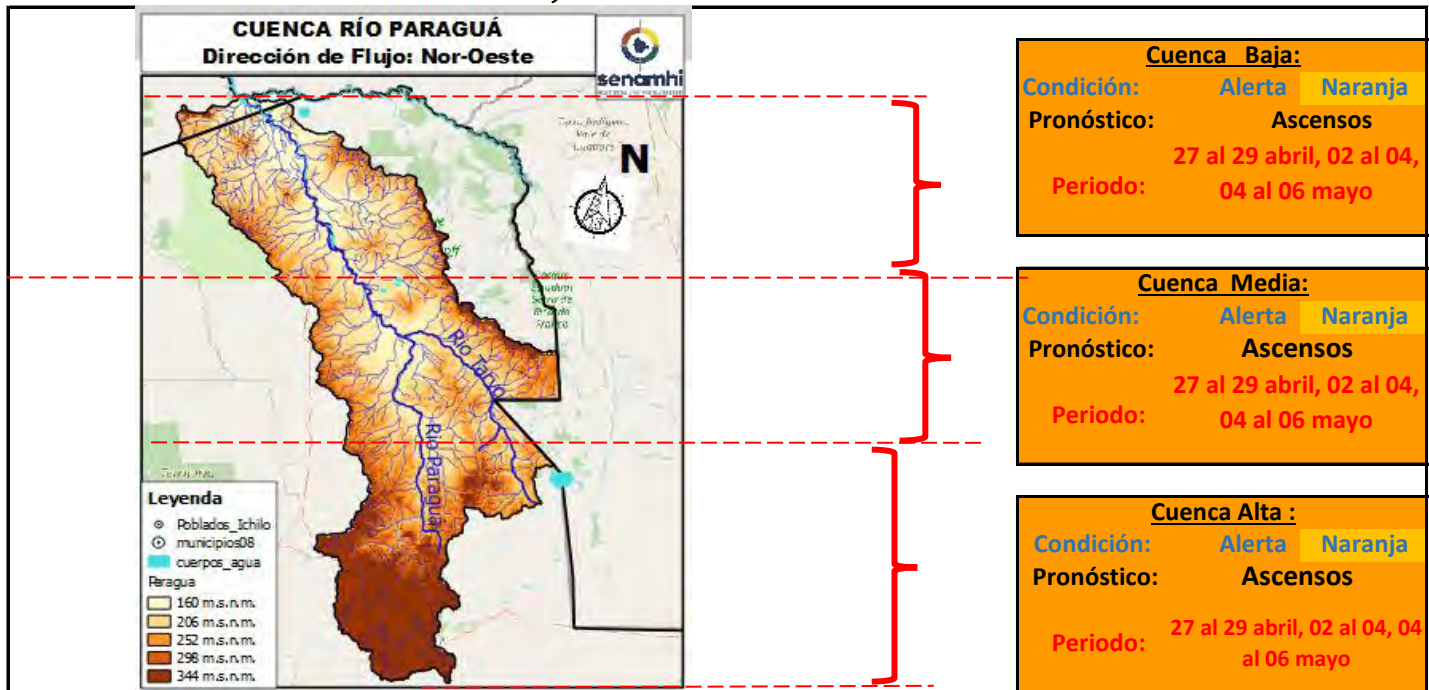 CUENCA RÍO PARAGUÁ
Dirección de Flujo: Nor-Oeste
senamhi
N
Río Paraguá
Leyenda
Roblados_Ichilo
municipios08
cuerpos_agua
Paragua
160 m.s.n.m.
206 m.s.n.m.
252 m.s.n.m.
298 m.s.n.m.
344 m.s.n.m.
Cuenca Baja:
Condición: Alerta Naranja
Pronóstico: Ascensos
27 al 29 abril, 02 al 04,
Periodo: 04 al 06 mayo
Cuenca Media:
Condición: Alerta Naranja
Pronóstico: Ascensos
27 al 29 abril, 02 al 04,
Periodo: 04 al 06 mayo
Cuenca Alta :
Condición: Alerta Naranja
Pronóstico: Ascensos
Periodo: 27 al 29 abril, 02 al 04, 04
al 06 mayo